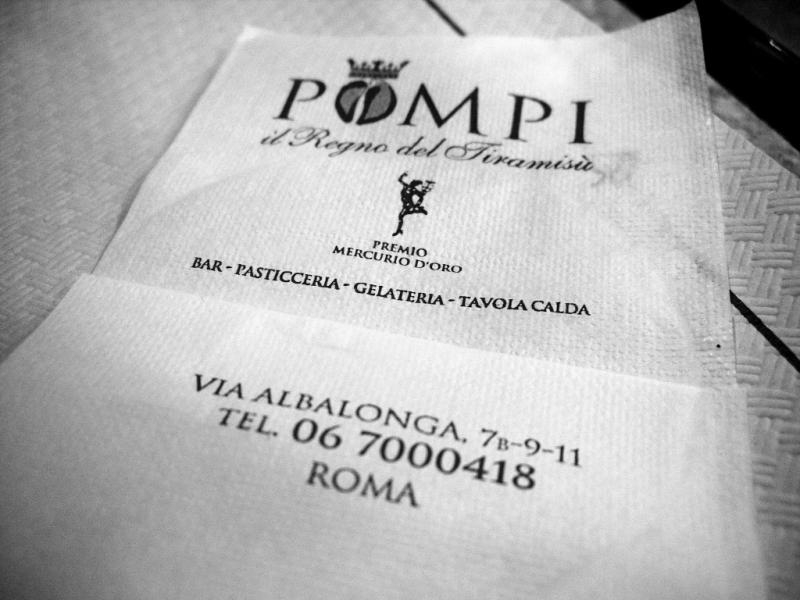 POMPI
il Regno del Tiramisù
PREMIO
MERCURIO D'ORO
BAR - PASTICCERIA - GELATERIA - TAVOLA CALDA
VIA ALBALONGA, 7B-9-11
TEL. 06 7000418
ROMA